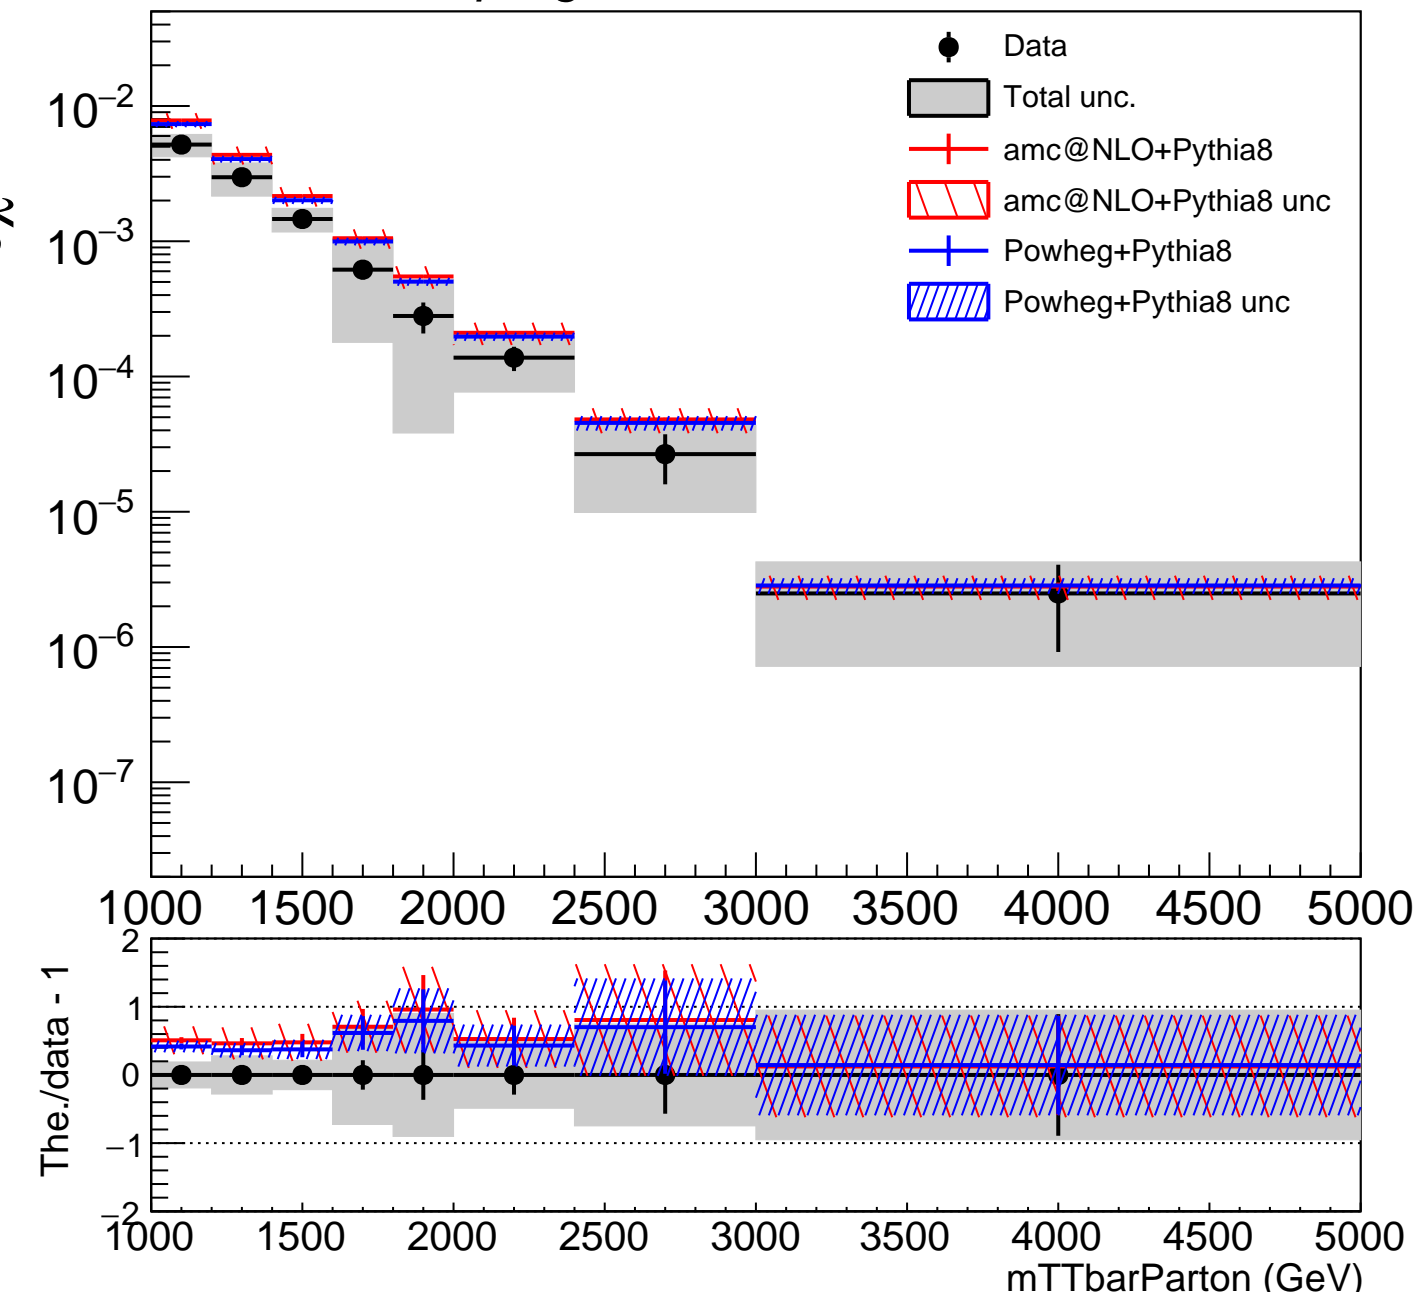 Data
Total unc.
amc@NLO+Pythia8
amc@NLO+Pythia8 unc
Powheg+Pythia8
Powheg+Pythia8 unc
10−2
10−3
10−4
10−5
10−6
10−7
1000 1500 2000 2500 3000 3500 4000 4500 5000
The./data - 1
2
1
0
−1
−2
1000 1500 2000 2500 3000 3500 4000 4500 5000
mTTbarParton (GeV)